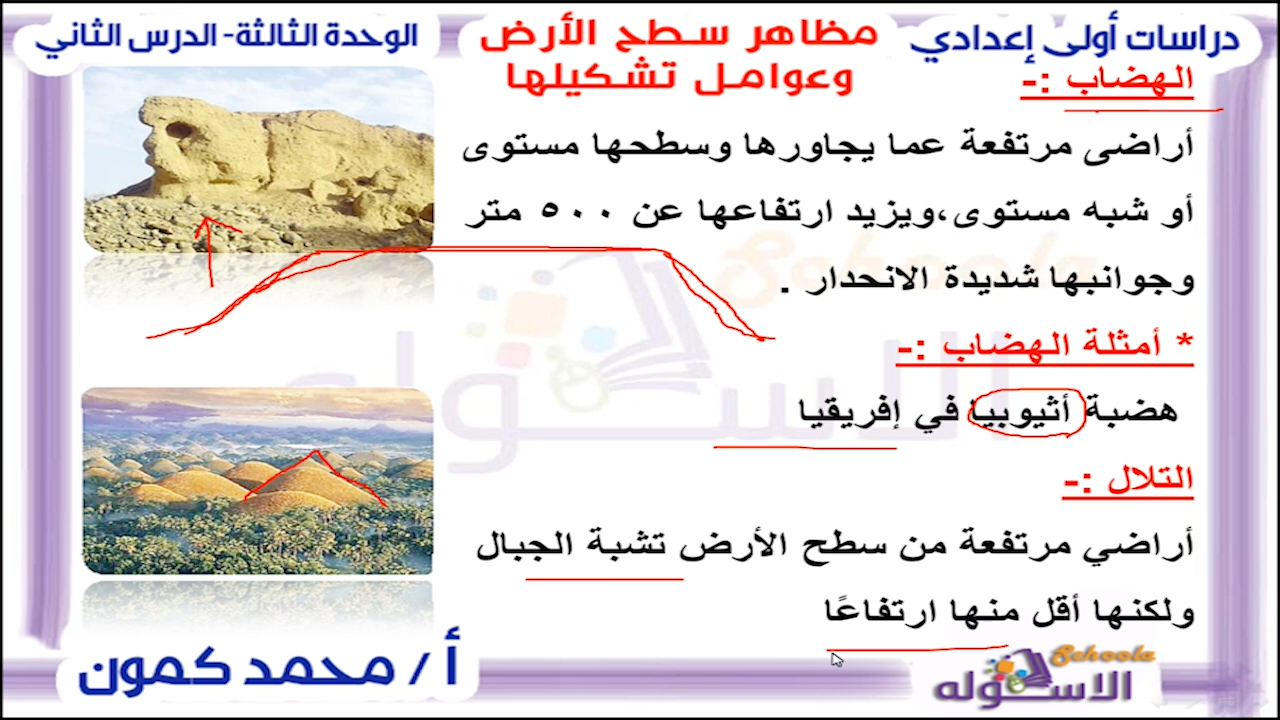 دراسات أولى إعدادي
مظاهر سطح الأرض
وعوامل تشكيلها
الوحدة الثالثة- الدرس الثاني
الهضاب :-
أراضى مرتفعة عما يجاورها وسطحها مستوى
أو شبه مستوى،ويزيد ارتفاعها عن ٥٠٠ متر
وجوانبها شديدة الانحدار .
* أمثلة الهضاب :-
هضبة أثيوبيا في إفريقيا
التلال :-
أراضي مرتفعة من سطح الأرض تشبة الجبال
ولكنها أقل منها ارتفاعًا
أ / محمد كمون
Schoola
الاسكوله